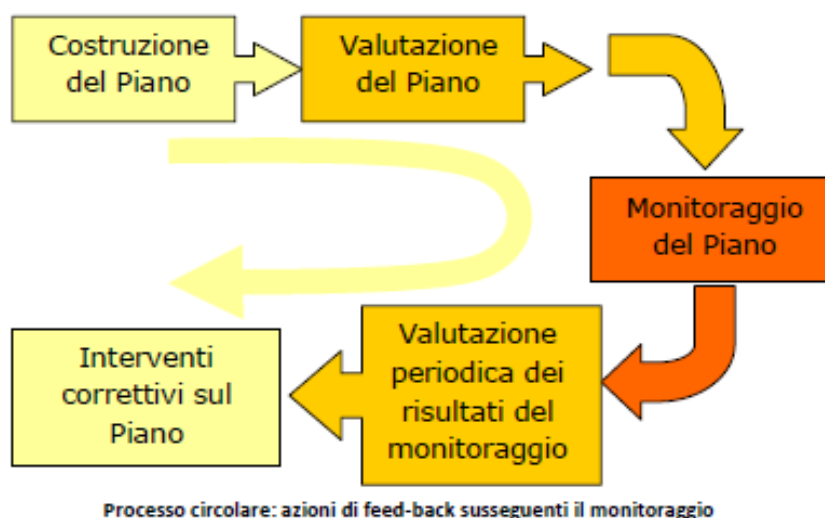 Costruzione
del Piano
Valutazione
del Piano
Monitoraggio
del Piano
Valutazione
periodica dei
risultati del
monitoraggio
Interventi
correttivi sul
Piano
Processo circolare: azioni di feed-back susseguenti il monitoraggio